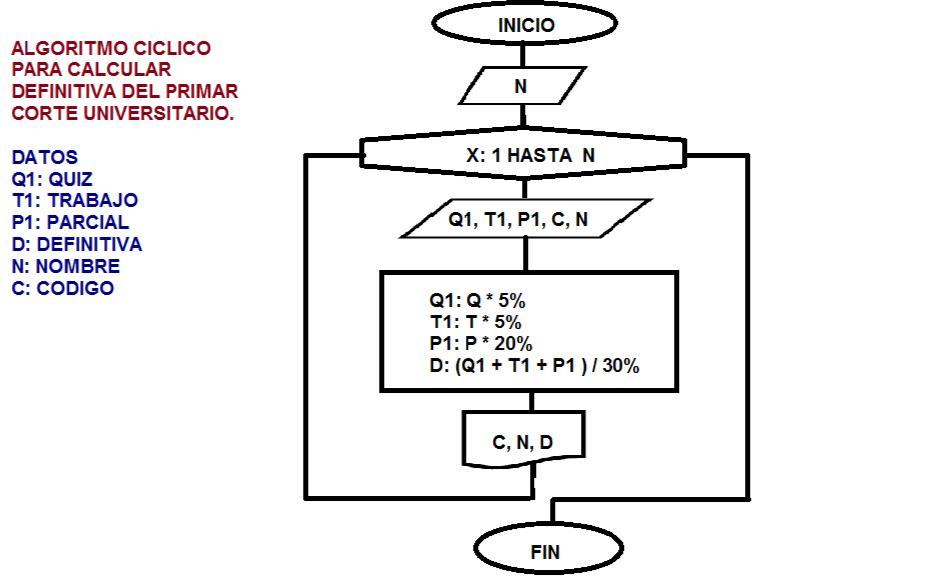 ALGORITMO CICLICO
PARA CALCULAR
DEFINITIVA DEL PRIMAR
CORTE UNIVERSITARIO.
DATOS
Q1: QUIZ
T1: TRABAJO
P1: PARCIAL
D: DEFINITIVA
N: NOMBRE
C: CODIGO
INICIO
N
X: 1 HASTA N
Q1, T1, P1, C, N
Q1: Q * 5%
T1: T * 5%
P1: P * 20%
D: (Q1 + T1 + P1 ) / 30%
C, N, D
FIN